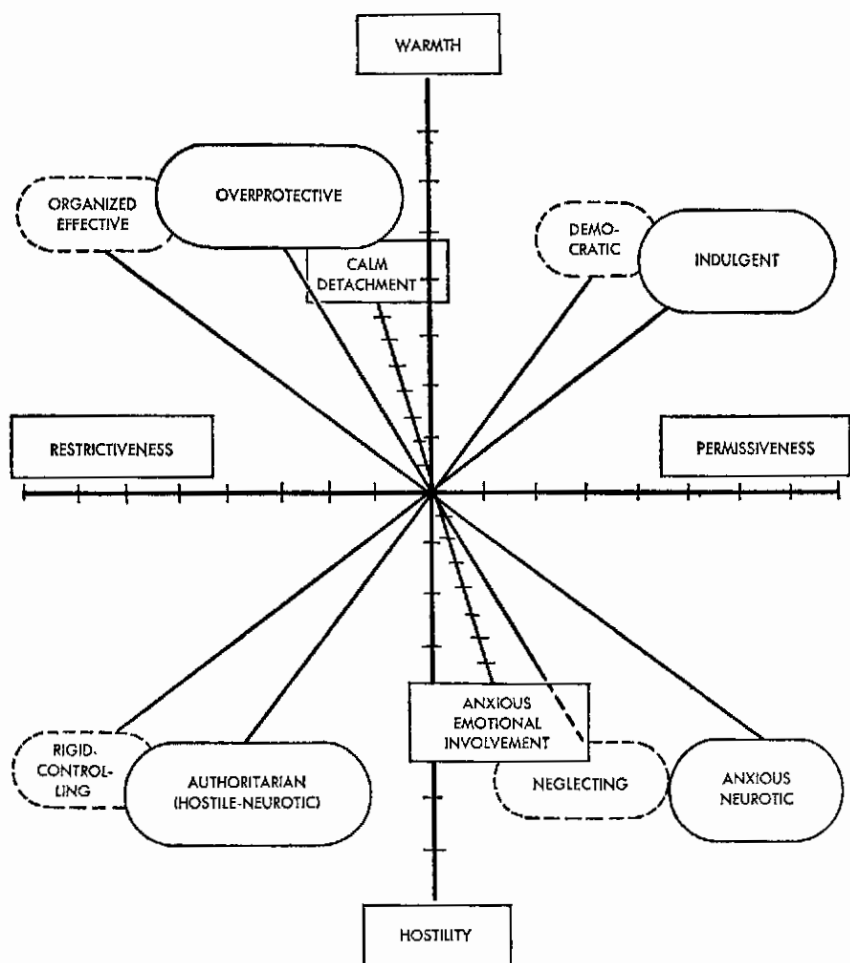 WARMTH
ORGANIZED
EFFECTIVE
OVERPROTECTIVE
CALM
DETACHMENT
DEMO-
CRATIC
INDULGENT
RESTRICTIVENESS
PERMISSIVENESS
RIGID-
CONTROL-
LING
AUTHORITARIAN
(HOSTILE-NEUROTIC)
ANXIOUS
EMOTIONAL
INVOLVEMENT
NEGLECTING
ANXIOUS
NEUROTIC
HOSTILITY